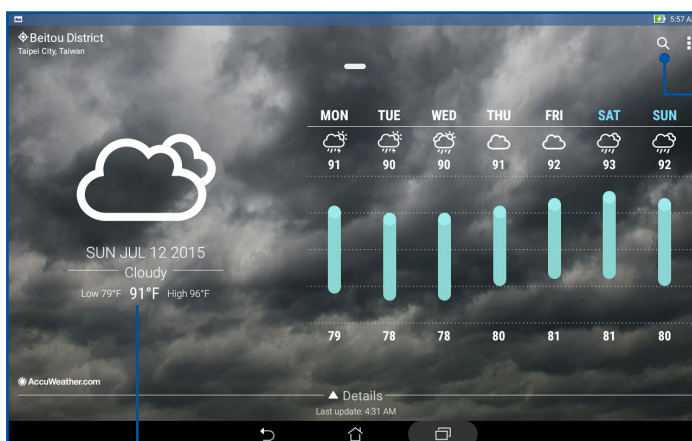 5:57 A
Beitou District
Taipei City, Taiwan
MON TUE WED THU FRI SAT SUN
91 90 90 91 92 93 92
SUN JUL 12 2015
Cloudy
Low 79°F 91°F High 96°F
79 78 78 80 81 81 80
AccuWeather.com
Details
Last update: 4:31 AM